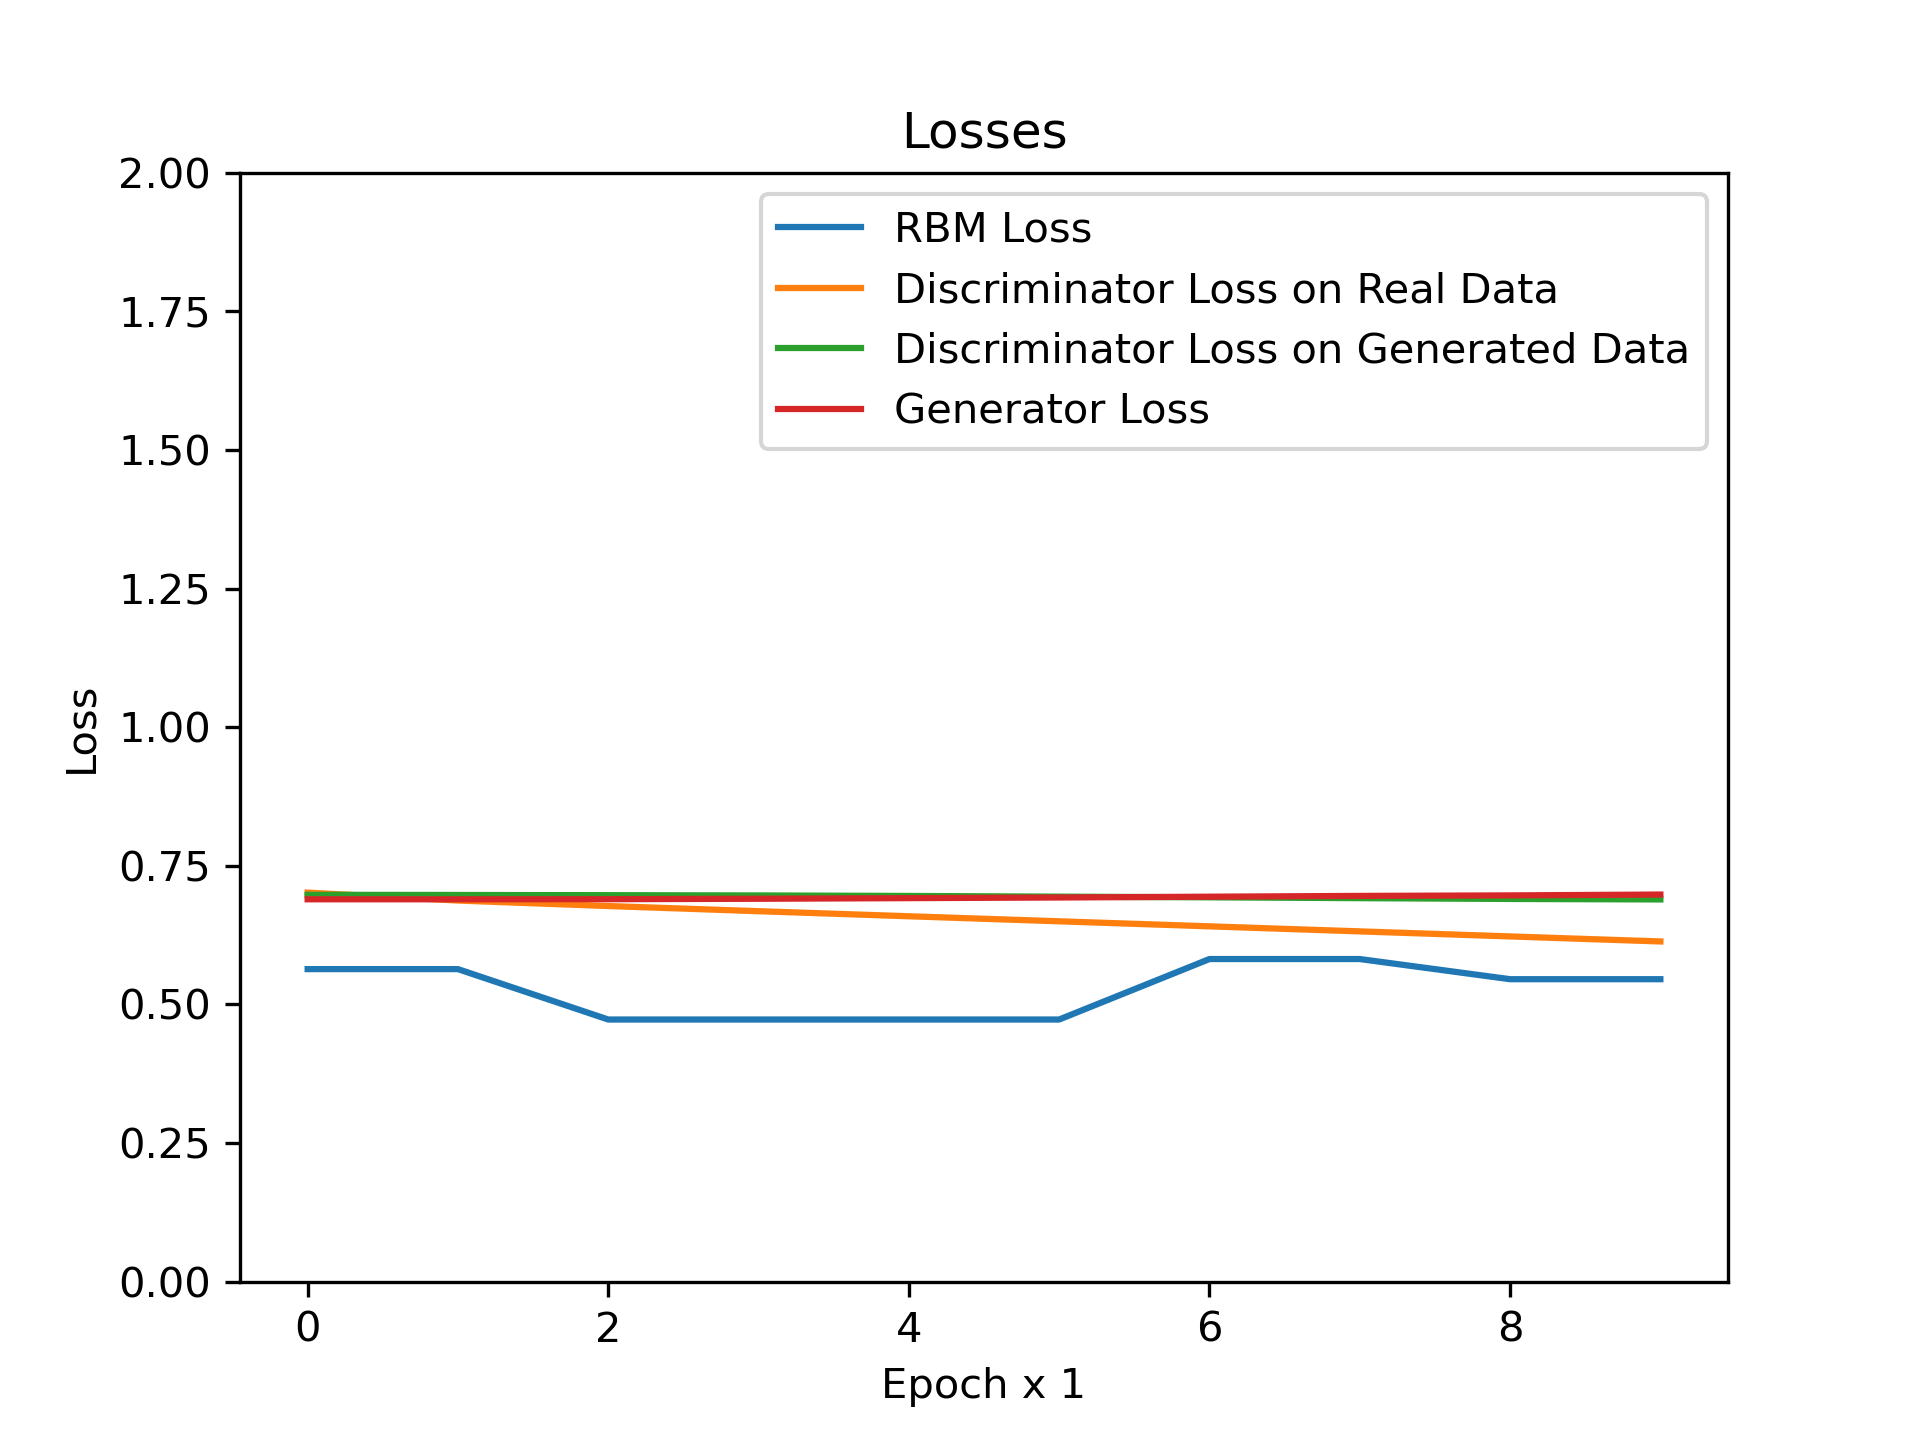 Losses
2.00
1.75
1.50
1.25
1.00
0.75
0.50
0.25
0.00
Loss
RBM Loss
Discriminator Loss on Real Data
Discriminator Loss on Generated Data
Generator Loss
0 2 4 6 8
Epoch x 1